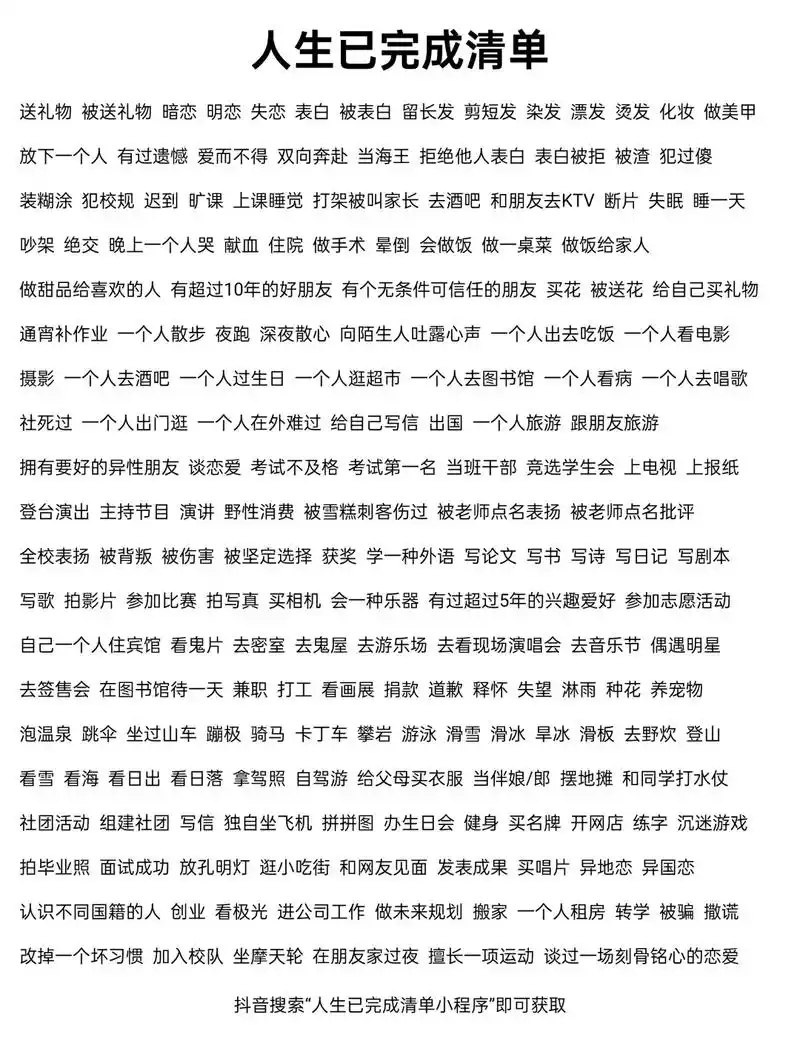 人生已完成清单
送礼物 被送礼物 暗恋 明恋 失恋 表白 被表白 留长发 剪短发 染发 漂发 烫发 化妆 做美甲
放下一个人 有过遗憾 爱而不得 双向奔赴 当海王 拒绝他人表白 表白被拒 被渣 犯过傻
装糊涂 犯校规 迟到 旷课 上课睡觉 打架被叫家长 去酒吧 和朋友去KTV 断片 失眠 睡一天
吵架 绝交 晚上一个人哭 献血 住院 做手术 晕倒 会做饭 做一桌菜 做饭给家人
做甜品给喜欢的人 有超过10年的好朋友 有个无条件可信任的朋友 买花 被送花 给自己买礼物
通宵补作业 一个人散步 夜跑 深夜散心 向陌生人吐露心声 一个人出去吃饭 一个人看电影
摄影 一个人去酒吧 一个人过生日 一个人逛超市 一个人去图书馆 一个人看病 一个人去唱歌
社死过 一个人出门逛 一个人在外难过 给自己写信 出国 一个人旅游 跟朋友旅游
拥有要好的异性朋友 谈恋爱 考试不及格 考试第一名 当班干部 竞选学生会 上电视 上报纸
登台演出 主持节目 演讲 野性消费 被雪糕刺客伤过 被老师点名表扬 被老师点名批评
全校表扬 被背叛 被伤害 被坚定选择 获奖 学一种外语 写论文 写书 写诗 写日记 写剧本
写歌 拍影片 参加比赛 拍写真 买相机 会一种乐器 有过超过5年的兴趣爱好 参加志愿活动
自己一个人住宾馆 看鬼片 去密室 去鬼屋 去游乐场 去看现场演唱会 去音乐节 偶遇明星
去签售会 在图书馆待一天 兼职 打工 看画展 捐款 道歉 释怀 失望 淋雨 种花 养宠物
泡温泉 跳伞 坐过山车 蹦极 骑马 卡丁车 攀岩 游泳 滑雪 滑冰 旱冰 滑板 去野炊 登山
看雪 看海 看日出 看日落 拿驾照 自驾游 给父母买衣服 当伴娘/郎 摆地摊 和同学打水仗
社团活动 组建社团 写信 独自坐飞机 拼拼图 办生日会 健身 买名牌 开网店 练字 沉迷游戏
拍毕业照 面试成功 放孔明灯 逛小吃街 和网友见面 发表成果 买唱片 异地恋 异国恋
认识不同国籍的人 创业 看极光 进公司工作 做未来规划 搬家 一个人租房 转学 被骗 撒谎
改掉一个坏习惯 加入校队 坐摩天轮 在朋友家过夜 擅长一项运动 谈过一场刻骨铭心的恋爱
抖音搜索“人生已完成清单小程序”即可获取